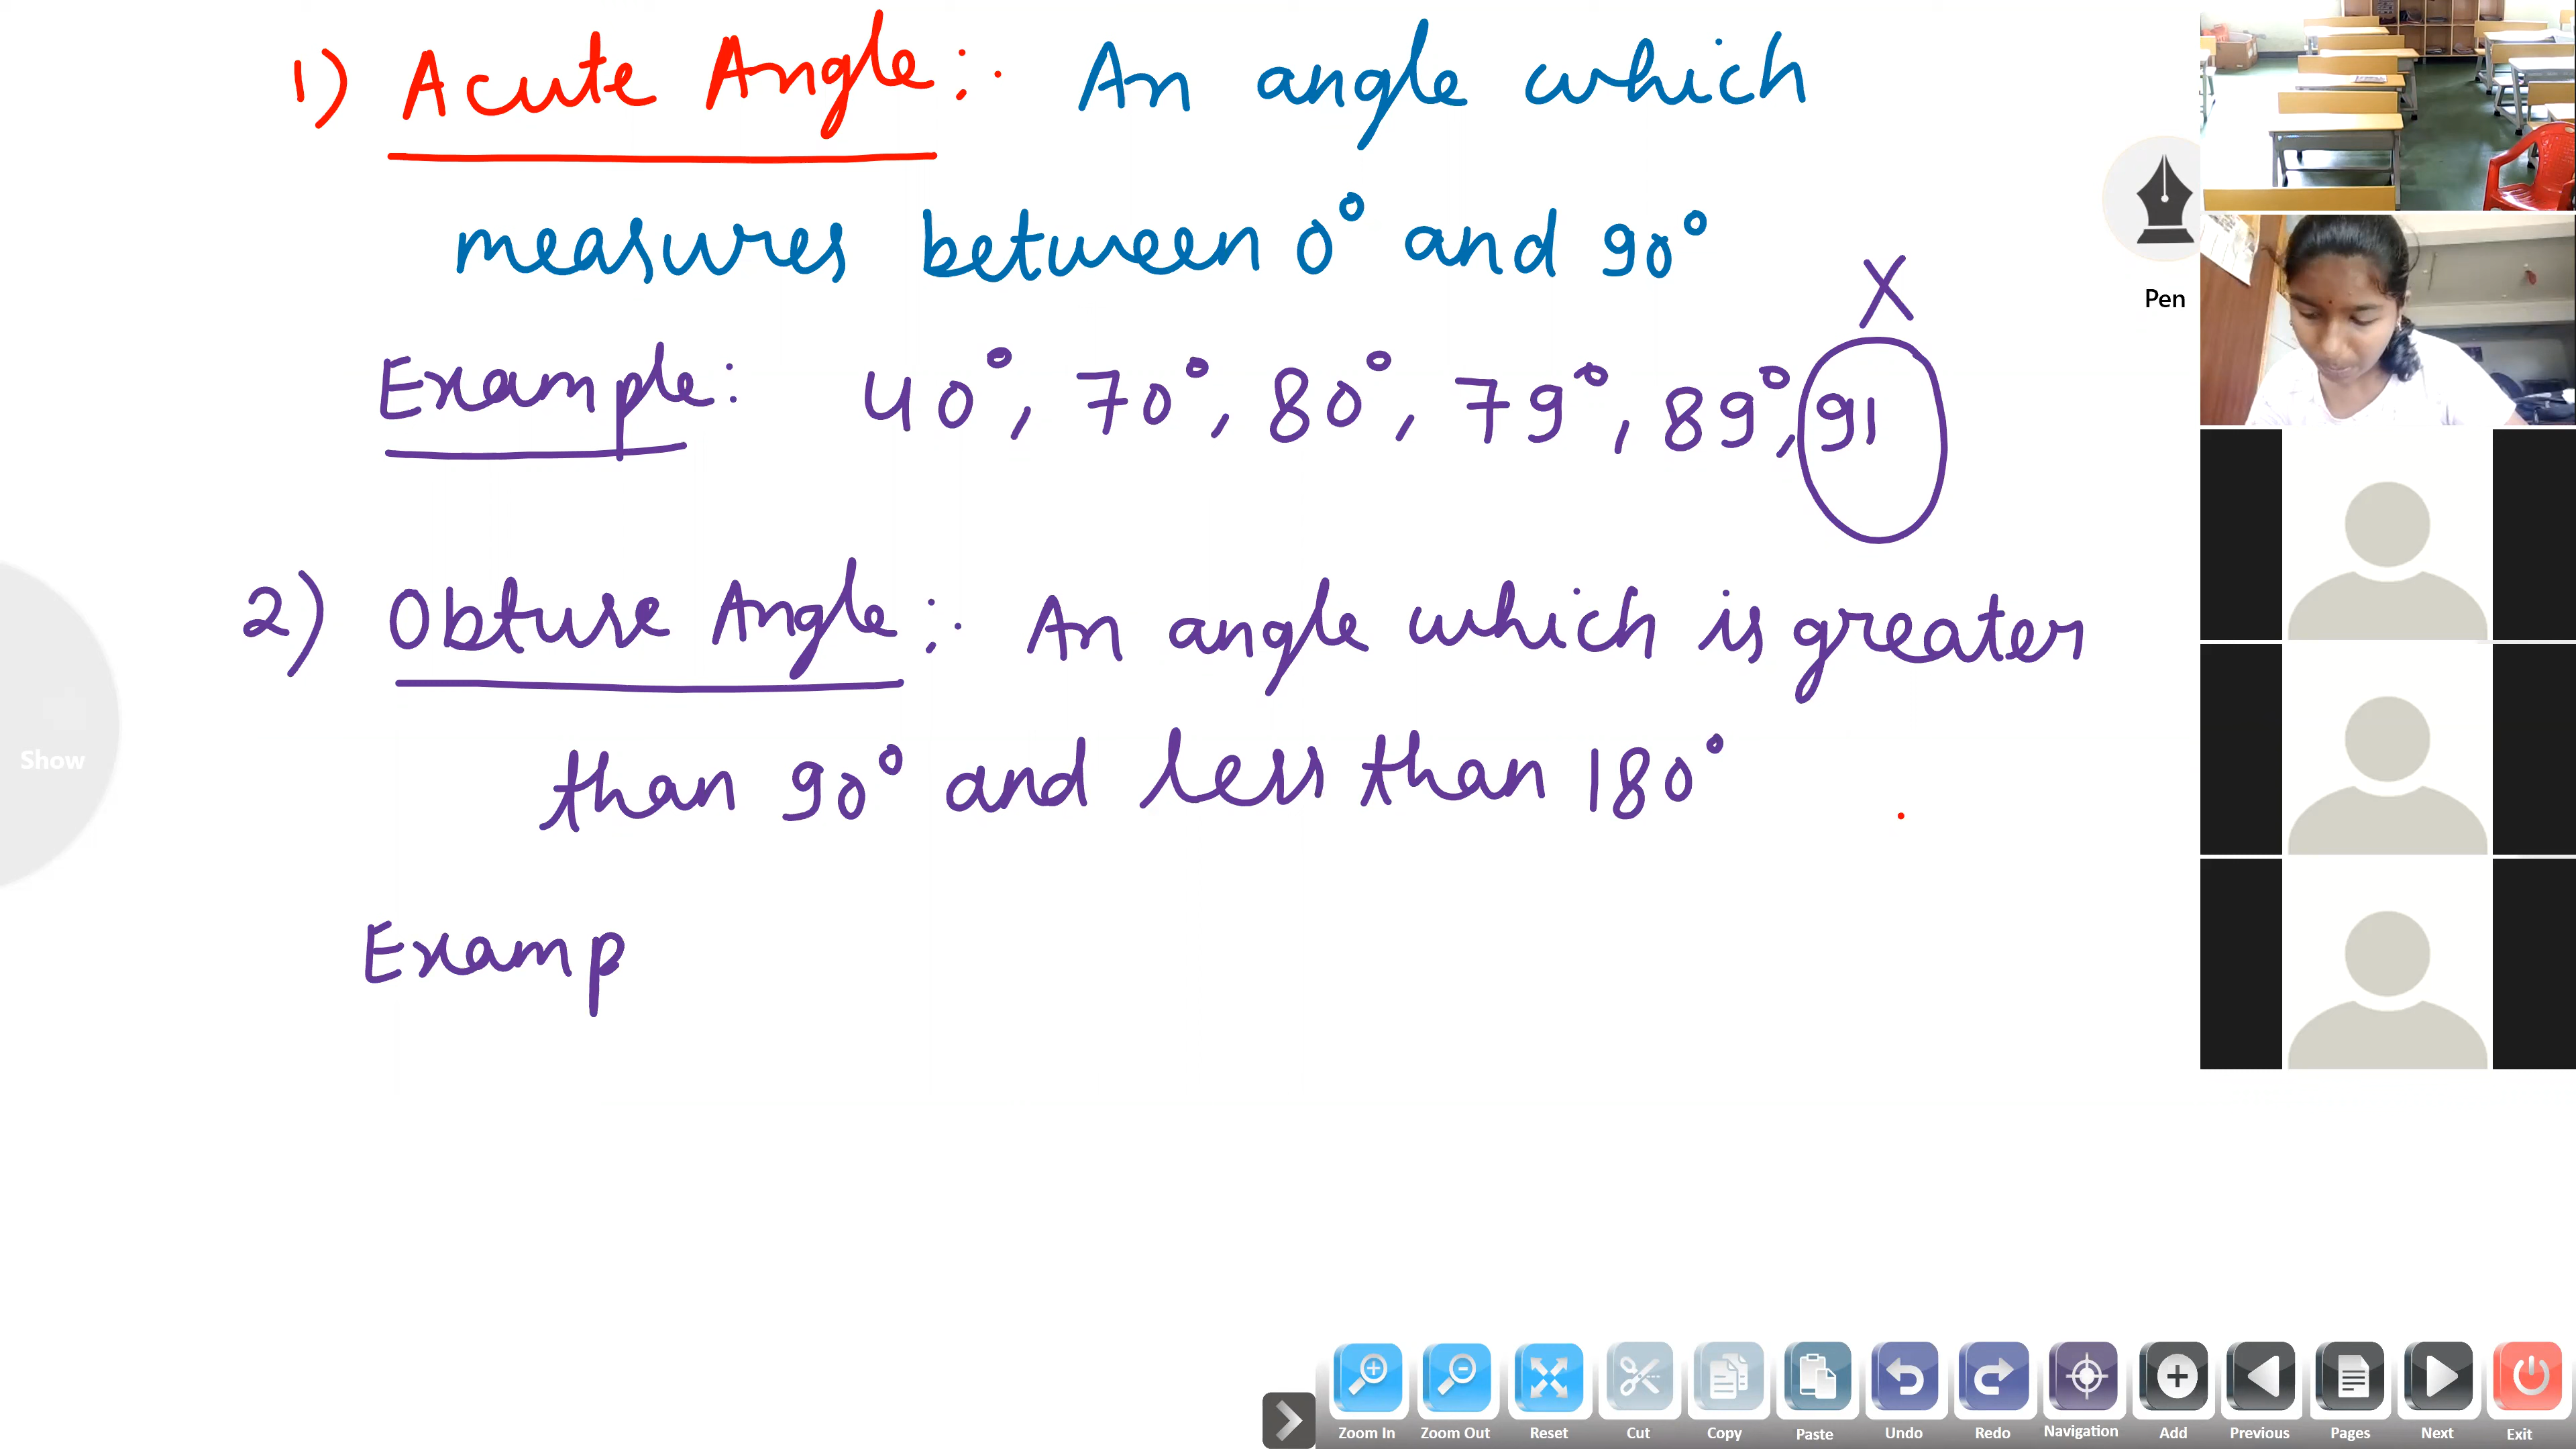 1) Acute Angle :- An angle which
measures between 0° and 90°
X
Example : 40°, 70°, 80°, 79°, 89°, 91
2) Obtuse Angle :- An angle which is greater
than 90° and less than 180°
Examp
Pen
Show
Zoom In Zoom Out Reset Cut Copy Paste Undo Redo Navigation Add Previous Pages Next Exit